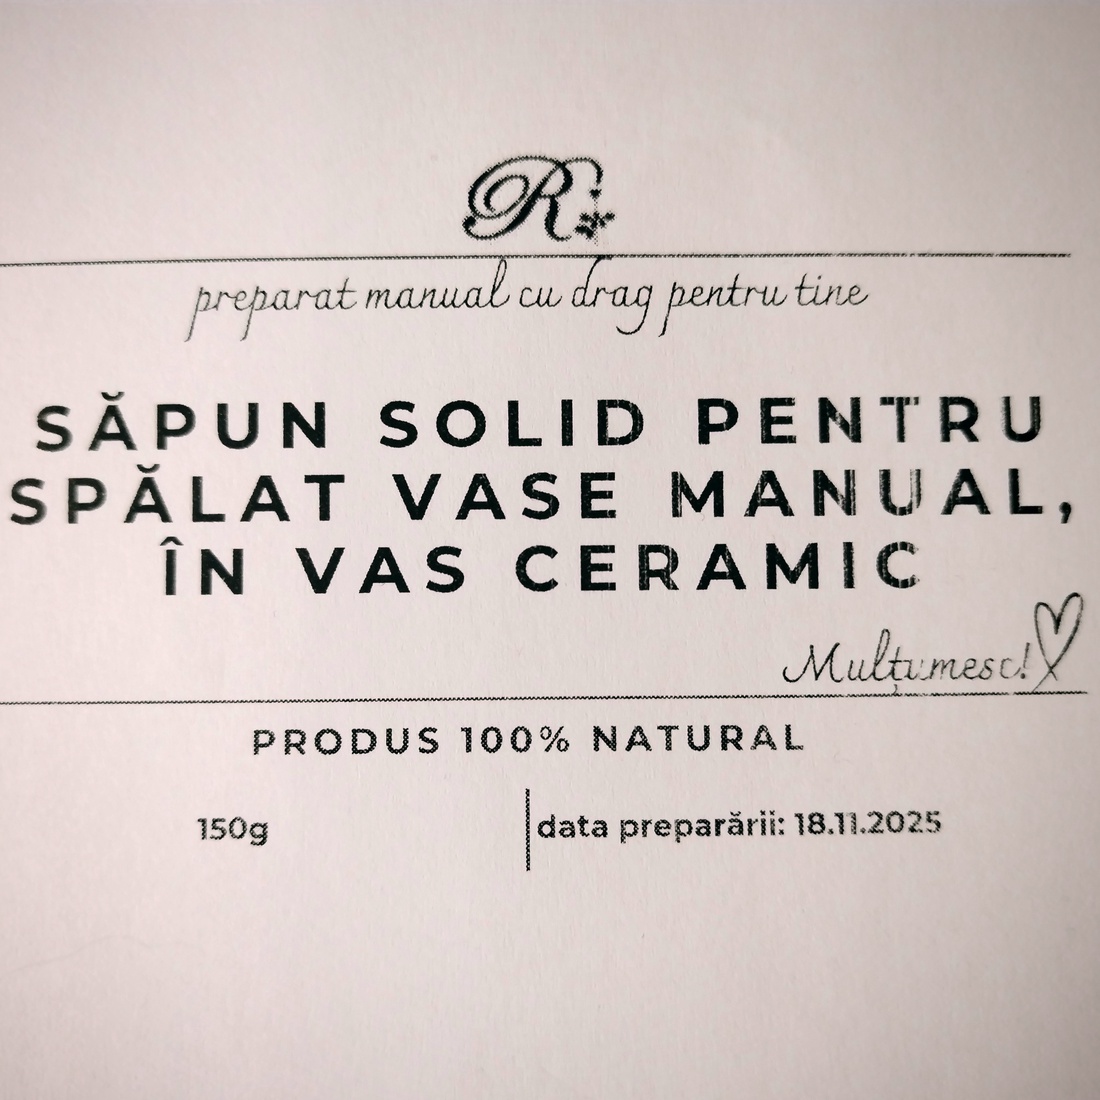 R
preparat manual cu drag pentru tine
SĂPUN SOLID PENTRU
SPĂLAT VASE MANUAL,
ÎN VAS CERAMIC
Mulțumesc!
PRODUS 100% NATURAL
150g
data preparării: 18.11.2025